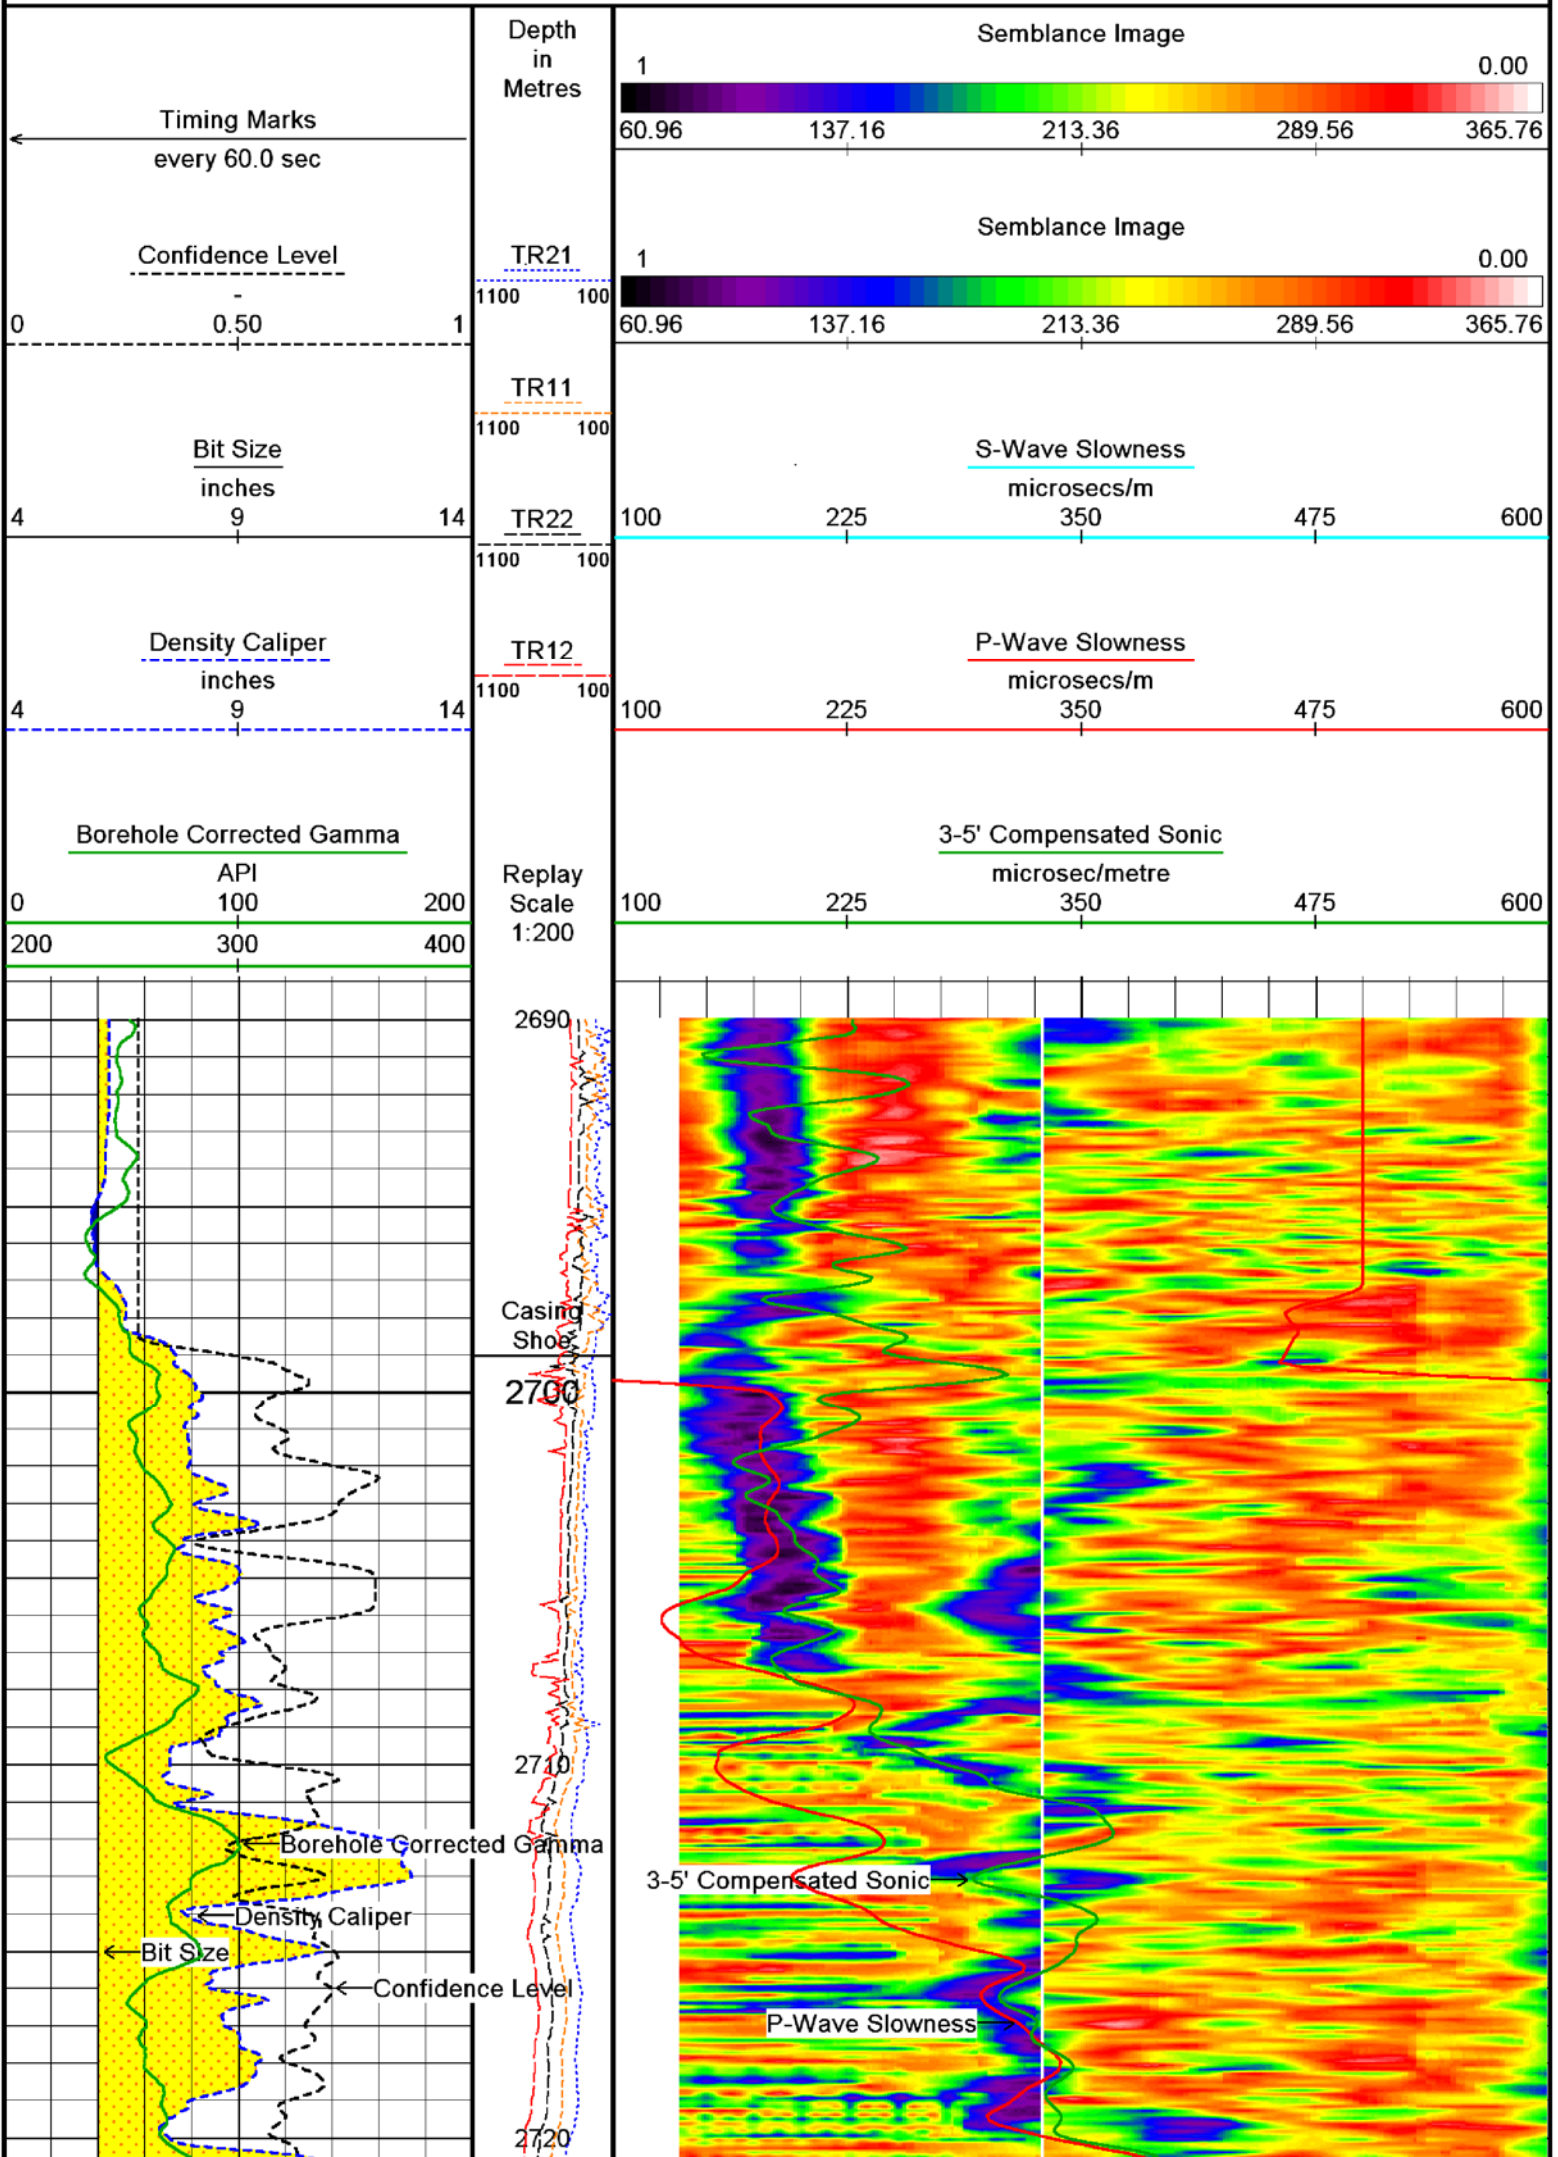 Timing Marks
every 60.0 sec
Confidence Level
-
0 0.50 1
Bit Size
inches
4 9 14
Density Caliper
inches
4 9 14
Borehole Corrected Gamma
API
0 100 200
200 300 400
Depth
in
Metres
TR21
1100 100
TR11
1100 100
TR22
1100 100
TR12
1100 100
Replay
Scale
1:200
Semblance Image
1 0.00
60.96 137.16 213.36 289.56 365.76
Semblance Image
1 0.00
60.96 137.16 213.36 289.56 365.76
S-Wave Slowness
microsecs/m
100 225 350 475 600
P-Wave Slowness
microsecs/m
100 225 350 475 600
3-5' Compensated Sonic
microsec/metre
100 225 350 475 600
2690
Casing
Shoe
2700
2710
Borehole Corrected Gamma
3-5' Compensated Sonic
Density Caliper
Bit Size
Confidence Level
P-Wave Slowness
2720